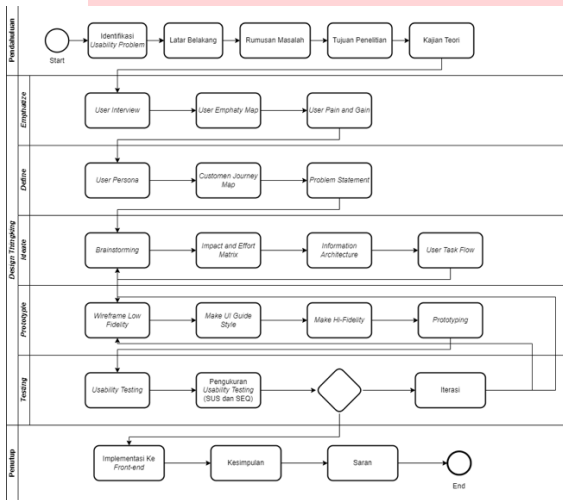 Pendahuluan
Start
Identifikasi
Usability Problem
Latar Belakang
Rumusan Masalah
Tujuan Penelitian
Kajian Teori
Design Thingking
Emphatize
User Interview
User Emphaty Map
User Pain and Gain
Define
User Persona
Customen Journey
Map
Problem Statement
Ideate
Brainstorming
Impact and Effort
Matrix
Information
Architecture
User Task Flow
Prototypie
Wireframe Low
Fidelity
Make UI Guide
Style
Make Hi-Fidelity
Prototyping
Testing
Usability Testing
Pengukuran
Usability Testing
(SUS dan SEQ)
Iterasi
Penutup
Implementasi Ke
Front-end
Kesimpulan
Saran
End